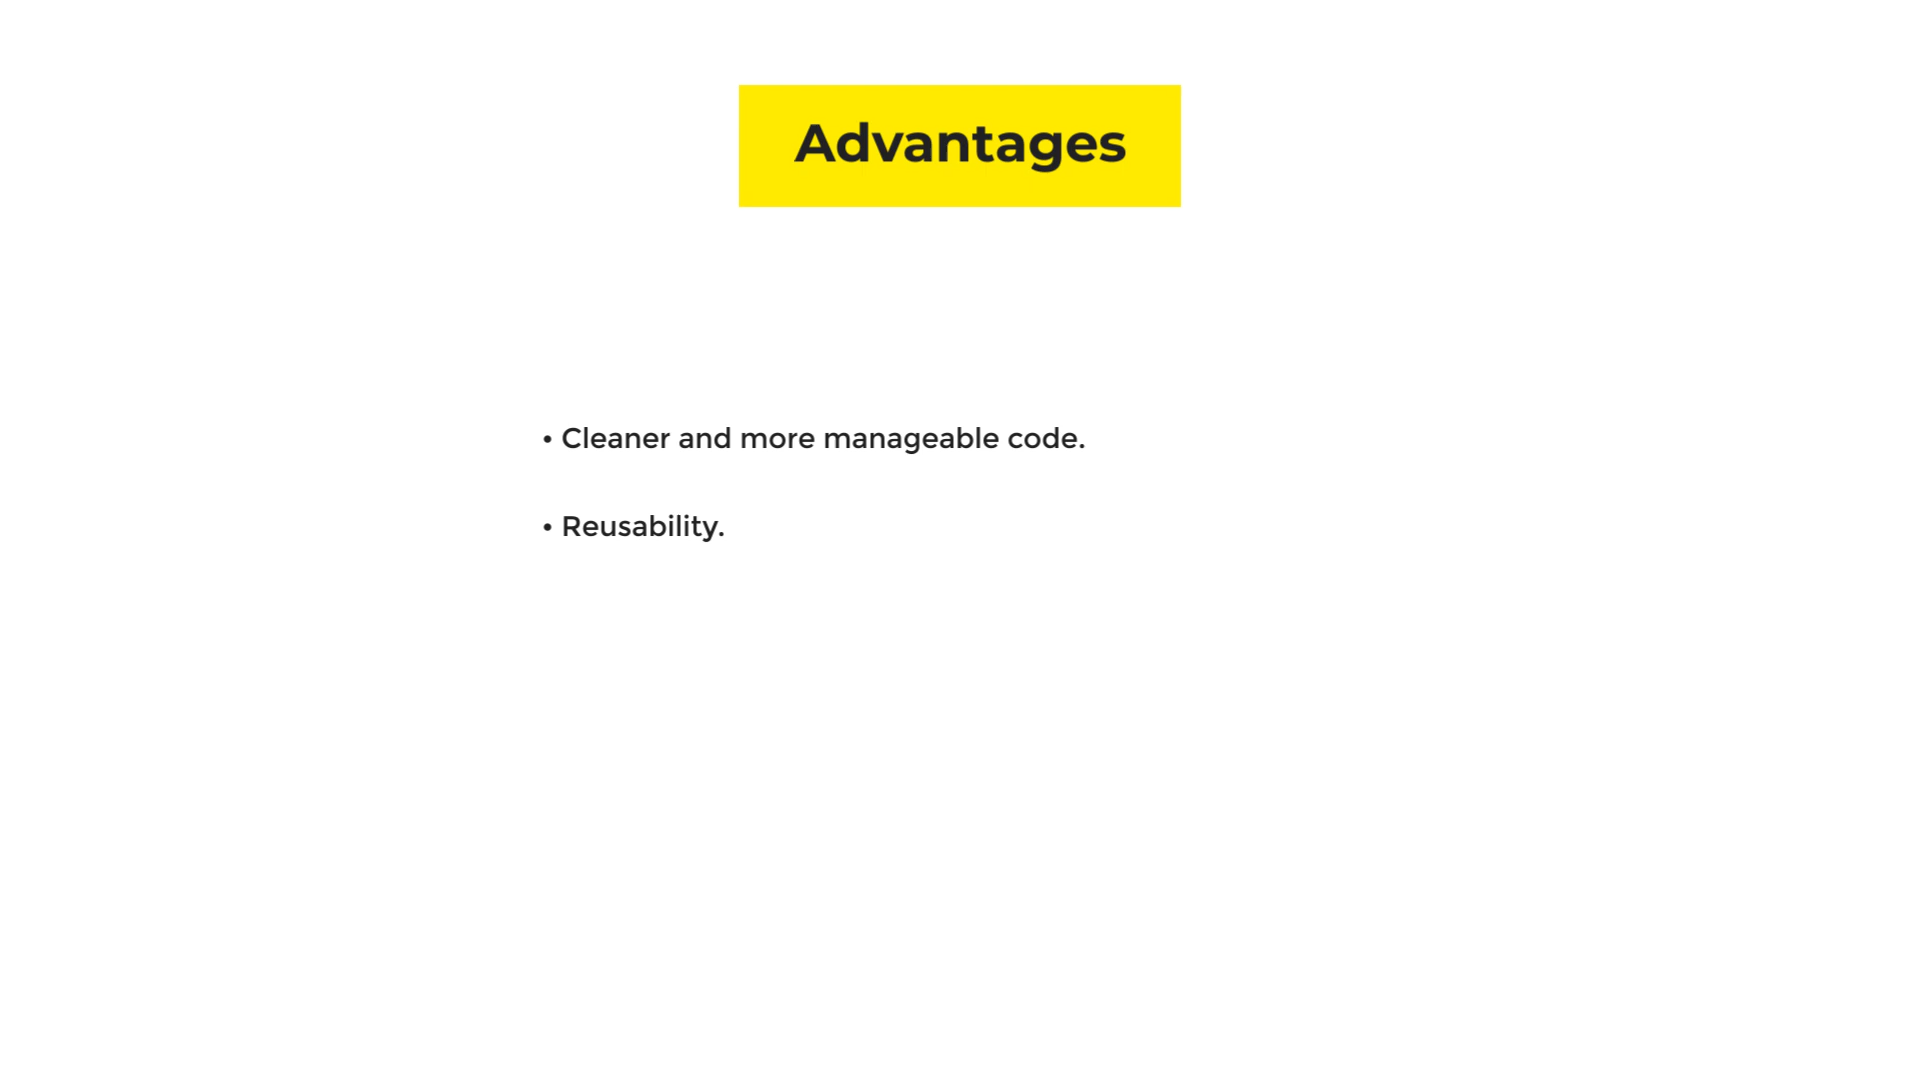 Advantages
• Cleaner and more manageable code.
• Reusability.